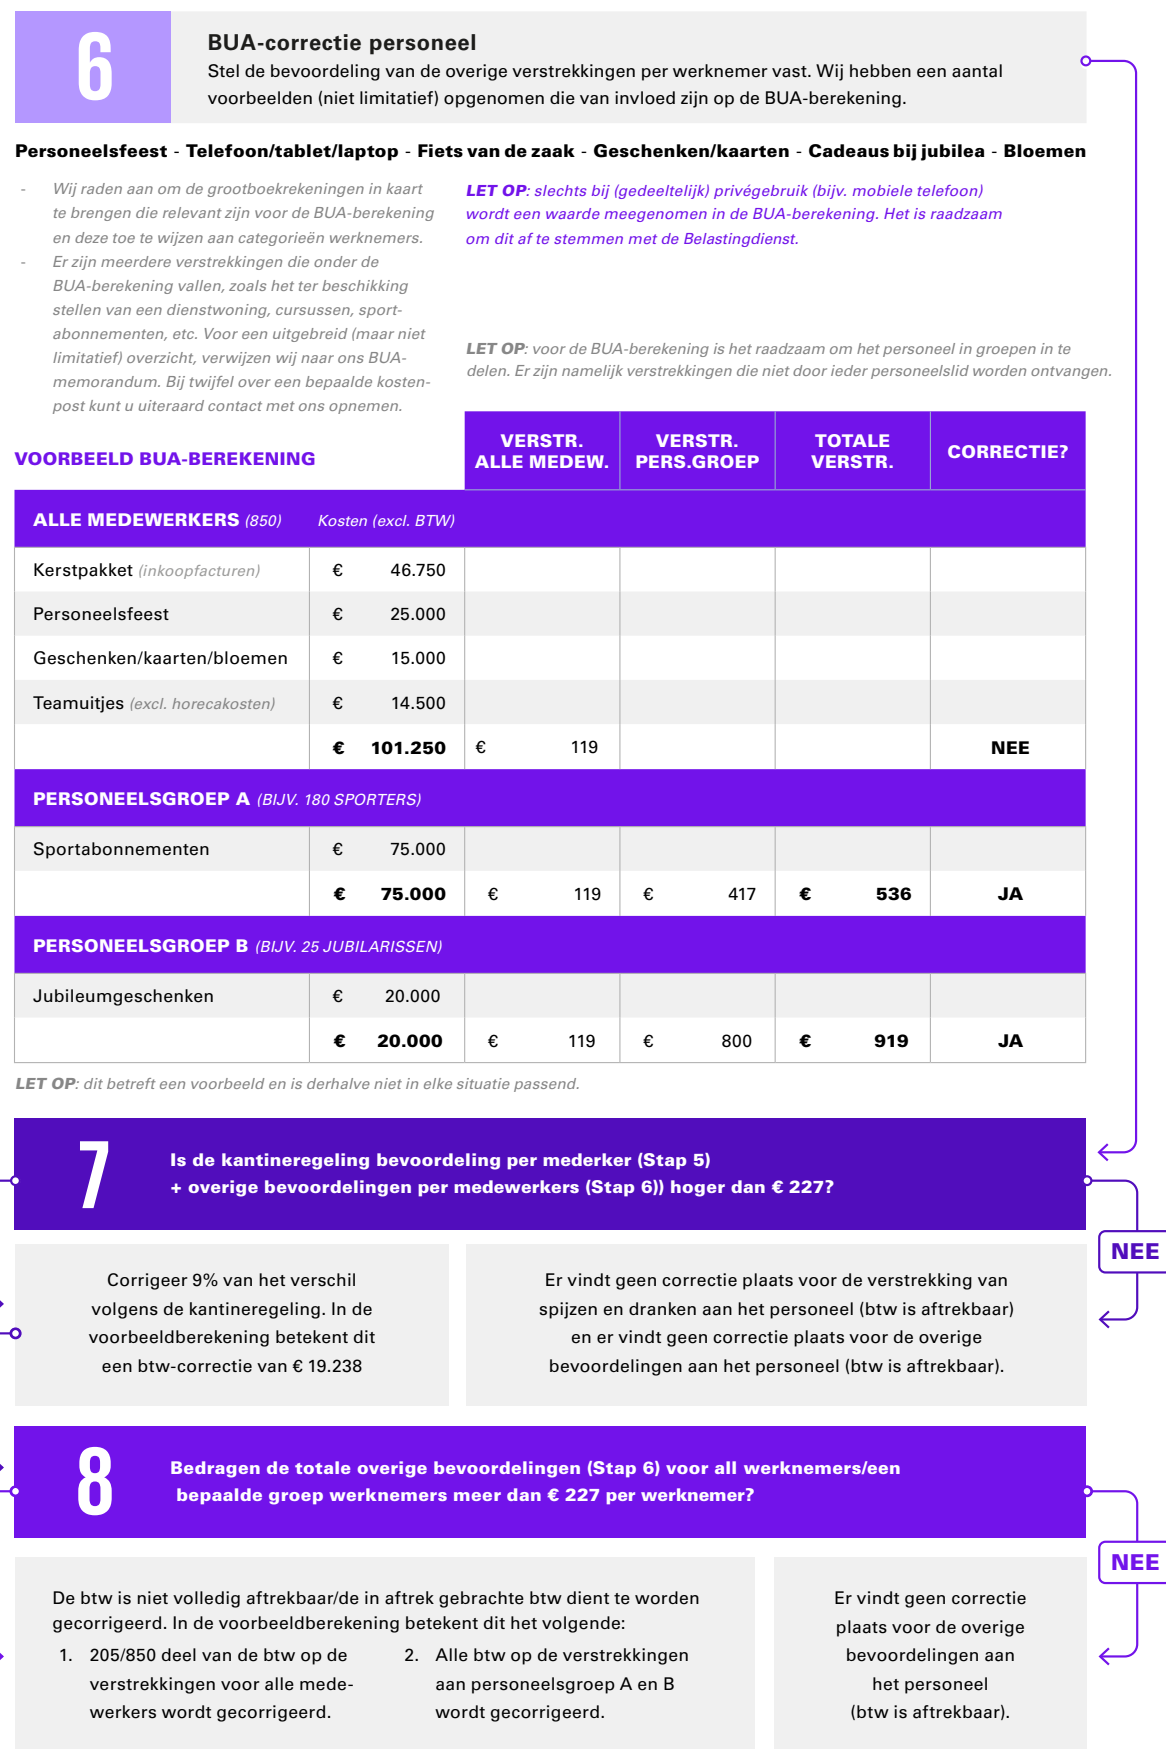 6
BUA-correctie personeel
Stel de bevoordeling van de overige verstrekkingen per werknemer vast. Wij hebben een aantal
voorbeelden (niet limitatief) opgenomen die van invloed zijn op de BUA-berekening.
Personeelsfeest - Telefoon/tablet/laptop - Fiets van de zaak - Geschenken/kaarten - Cadeaus bij jubilea - Bloemen
- Wij raden aan om de grootboekrekeningen in kaart
te brengen die relevant zijn voor de BUA-berekening
en deze toe te wijzen aan categorieën werknemers.
- Er zijn meerdere verstrekkingen die onder de
BUA-berekening vallen, zoals het ter beschikking
stellen van een dienstwoning, cursussen, sport-
abonnementen, etc. Voor een uitgebreid (maar niet
limitatief) overzicht, verwijzen wij naar ons BUA-
memorandum. Bij twijfel over een bepaalde kosten-
post kunt u uiteraard contact met ons opnemen.
LET OP: slechts bij (gedeeltelijk) privégebruik (bijv. mobiele telefoon)
wordt een waarde meegenomen in de BUA-berekening. Het is raadzaam
om dit af te stemmen met de Belastingdienst.
LET OP: voor de BUA-berekening is het raadzaam om het personeel in groepen in te
delen. Er zijn namelijk verstrekkingen die niet door ieder personeelslid worden ontvangen.
VOORBEELD BUA-BEREKENING
VERSTR.
ALLE MEDEW.
VERSTR.
PERS.GROEP
TOTALE
VERSTR.
CORRECTIE?
ALLE MEDEWERKERS (850) Kosten (excl. BTW)
Kerstpakket (inkoopfacturen) € 46.750
Personeelsfeest € 25.000
Geschenken/kaarten/bloemen € 15.000
Teamuitjes (excl. horecakosten) € 14.500
€ 101.250 € 119 NEE
PERSONEELSGROEP A (BIJV. 180 SPORTERS)
Sportabonnementen € 75.000
€ 75.000 € 119 € 417 € 536 JA
PERSONEELSGROEP B (BIJV. 25 JUBILARISSEN)
Jubileumgeschenken € 20.000
€ 20.000 € 119 € 800 € 919 JA
LET OP: dit betreft een voorbeeld en is derhalve niet in elke situatie passend.
7
Is de kantineregeling bevoordeling per mederker (Stap 5)
+ overige bevoordelingen per medewerkers (Stap 6)) hoger dan € 227?
NEE
Corrigeer 9% van het verschil
volgens de kantineregeling. In de
voorbeeldberekening betekent dit
een btw-correctie van € 19.238
Er vindt geen correctie plaats voor de verstrekking van
spijzen en dranken aan het personeel (btw is aftrekbaar)
en er vindt geen correctie plaats voor de overige
bevoordelingen aan het personeel (btw is aftrekbaar).
8
Bedragen de totale overige bevoordelingen (Stap 6) voor all werknemers/een
bepaalde groep werknemers meer dan € 227 per werknemer?
NEE
De btw is niet volledig aftrekbaar/de in aftrek gebrachte btw dient te worden
gecorrigeerd. In de voorbeeldberekening betekent dit het volgende:
1. 205/850 deel van de btw op de
verstrekkingen voor alle mede-
werkers wordt gecorrigeerd.
2. Alle btw op de verstrekkingen
aan personeelsgroep A en B
wordt gecorrigeerd.
Er vindt geen correctie
plaats voor de overige
bevoordelingen aan
het personeel
(btw is aftrekbaar).